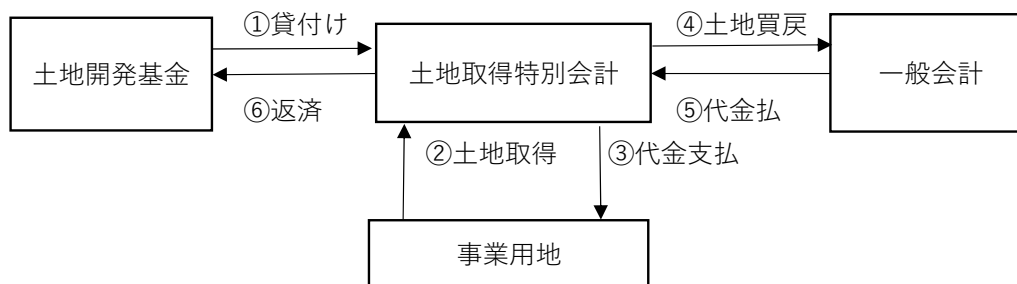 ①貸付け
④土地買戻
土地開発基金
土地取得特別会計
一般会計
⑥返済
⑤代金払
②土地取得
③代金支払
事業用地